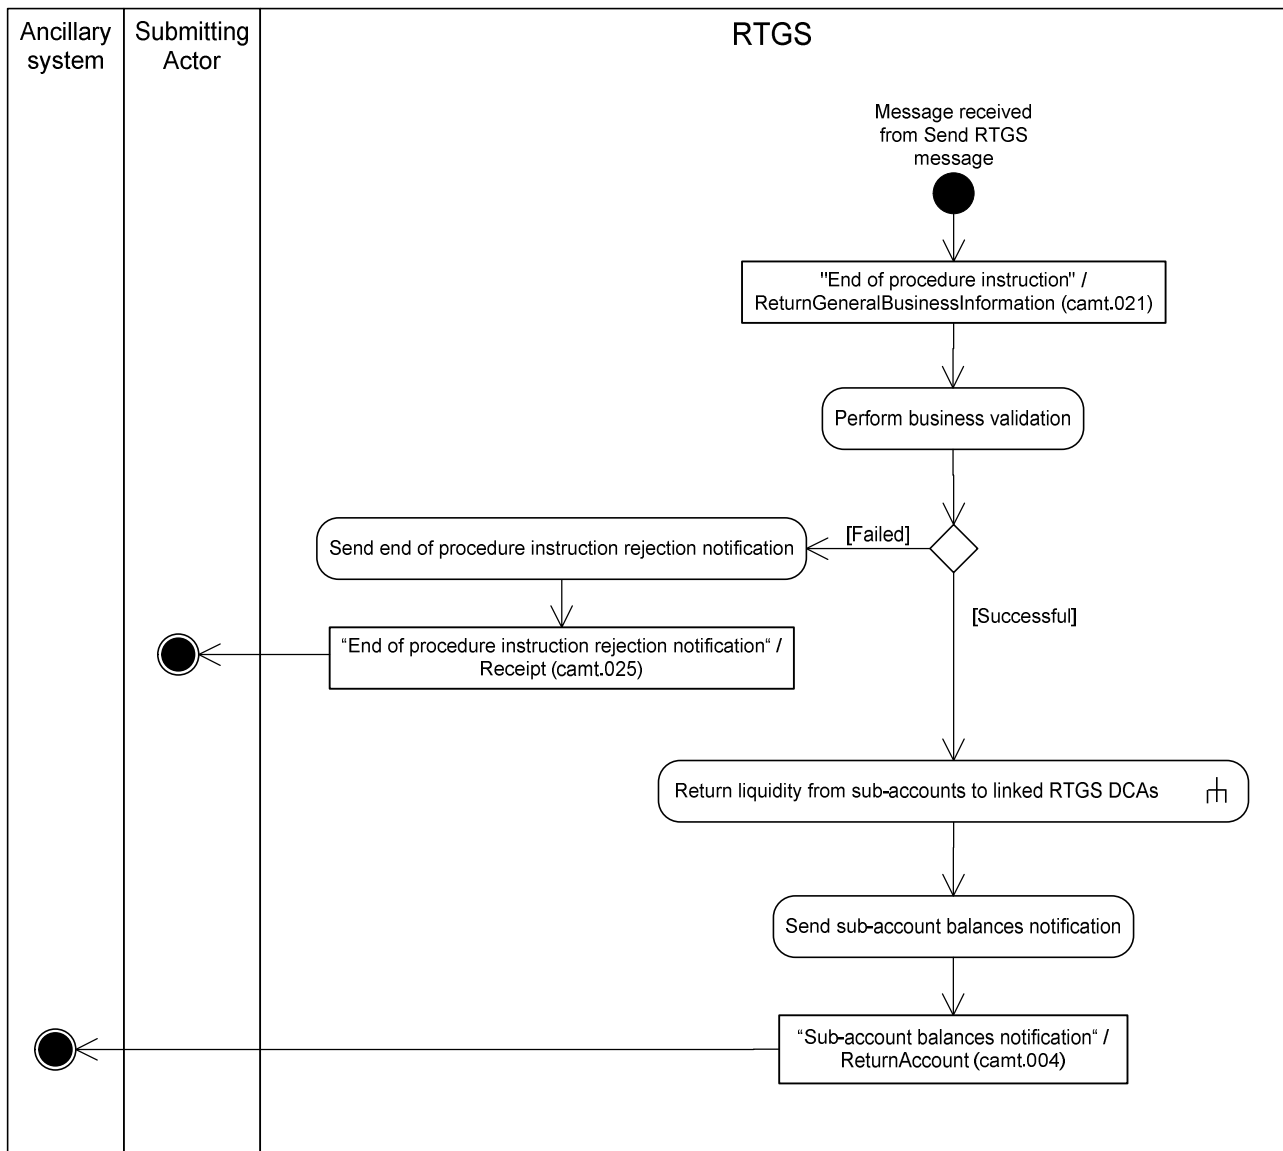 Ancillary
system
Submitting
Actor
RTGS
Message received
from Send RTGS
message
"End of procedure instruction" /
ReturnGeneralBusinessInformation (camt.021)
Perform business validation
[Failed]
Send end of procedure instruction rejection notification
[Successful]
“End of procedure instruction rejection notification“ /
Receipt (camt.025)
Return liquidity from sub-accounts to linked RTGS DCAs
Send sub-account balances notification
“Sub-account balances notification“ /
ReturnAccount (camt.004)